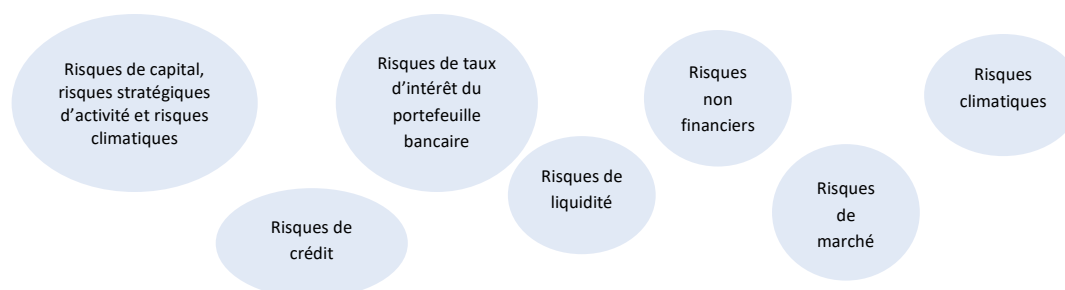 Risques de capital,
risques stratégiques
d’activité et risques
climatiques
Risques de crédit
crédit
Risques de taux
d’intérêt du
portefeuille
bancaire
Risques de
liquidité
Risques
non
financiers
Risques
de
marché
Risques
climatiques